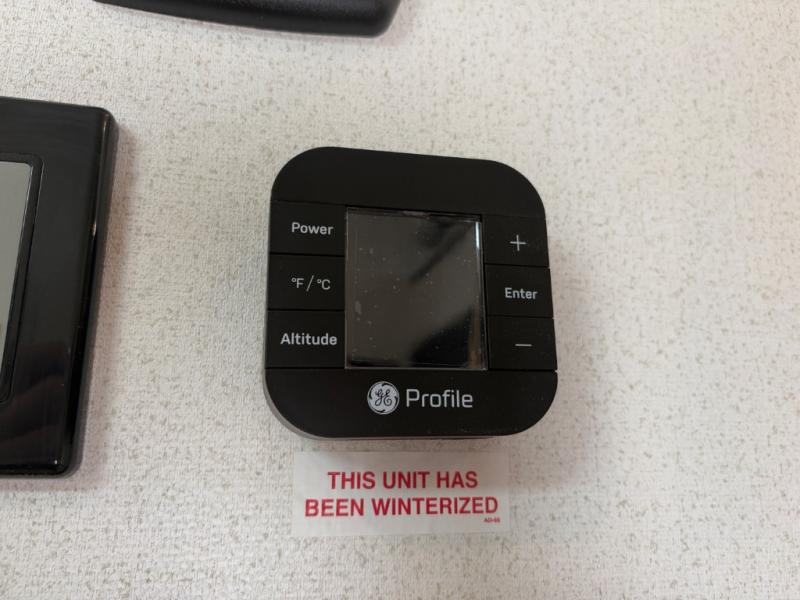 Power
°F/°C
Altitude
+
Enter
−
GE Profile
THIS UNIT HAS
BEEN WINTERIZED